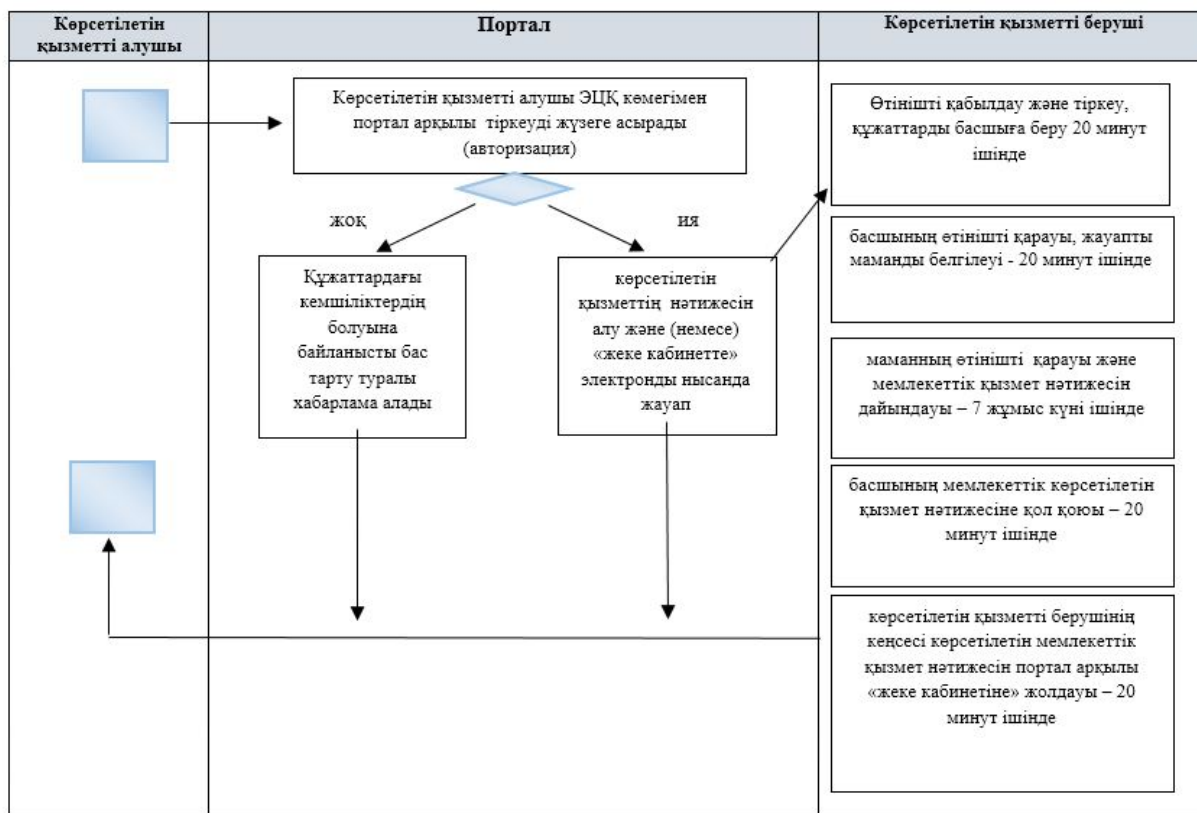 Көрсетілетін
қызметті алушы
Портал
Көрсетілетін қызметті беруші
Көрсетілетін қызметті алушы ЭЦҚ көмегімен
портал арқылы тіркеуді жүзеге асырады
(авторизация)
жоқ
ия
Құжаттардағы
кемшіліктердің
болуына
байланысты бас
тарту туралы
хабарлама алады
көрсетілетін
қызметтің нәтижесін
алу және (немесе)
«жеке кабинетте»
электронды нысанда
жауап
Өтінішті қабылдау және тіркеу,
құжаттарды басшыға беру 20 минут
ішінде
басшының өтінішті қарауы, жауапты
маманды белгілеуі - 20 минут ішінде
маманның өтінішті қарауы және
мемлекеттік қызмет нәтижесін
дайындауы – 7 жұмыс күні ішінде
басшының мемлекеттік көрсетілетін
қызмет нәтижесіне қол қоюы – 20
минут ішінде
көрсетілетін қызметті берушінің
кеңсесі көрсетілетін мемлекеттік
қызмет нәтижесін портал арқылы
«жеке кабинетіне» жолдауы – 20
минут ішінде